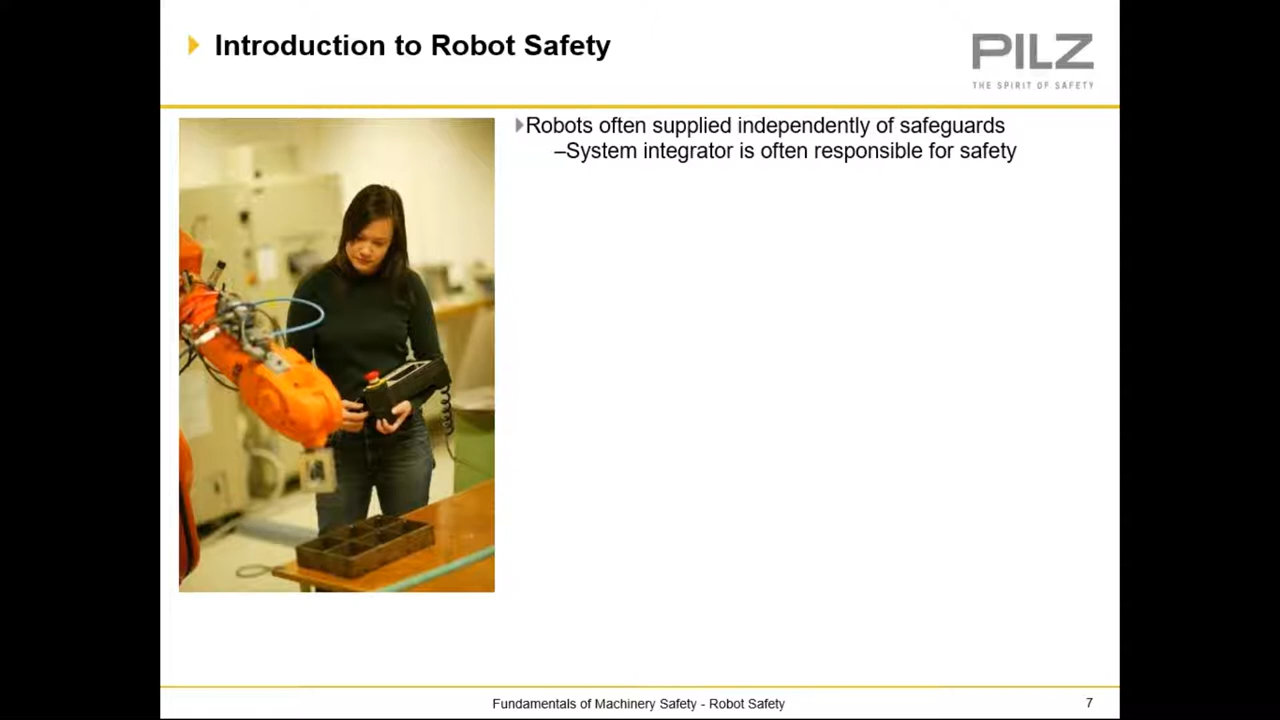 Introduction to Robot Safety
PILZ
THE SPIRIT OF SAFETY
Robots often supplied independently of safeguards
–System integrator is often responsible for safety
Fundamentals of Machinery Safety - Robot Safety
7